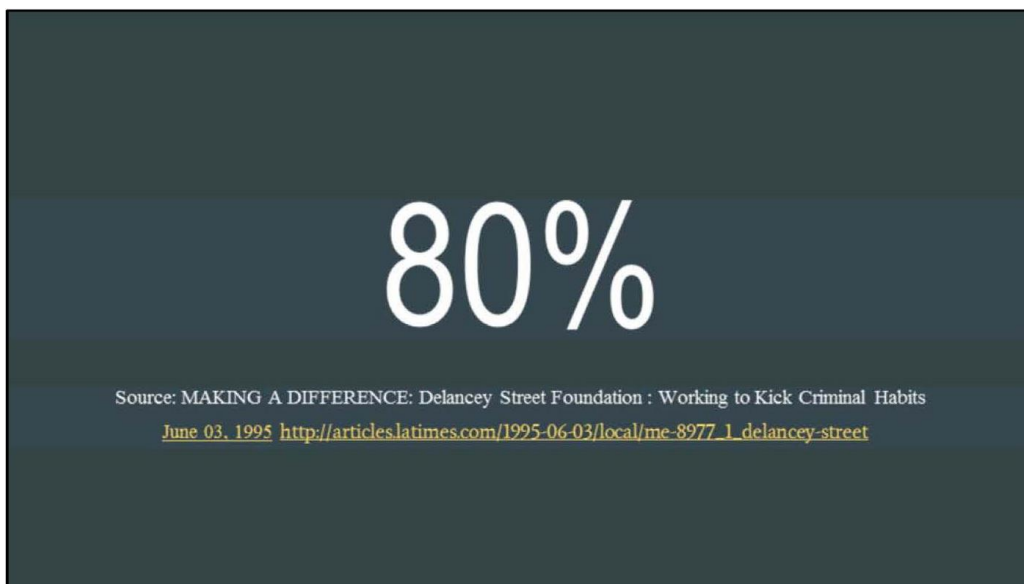 80%
Source: MAKING A DIFFERENCE: Delancey Street Foundation : Working to Kick Criminal Habits
June 03, 1995 http://articles.latimes.com/1995-06-03/local/me-8977_1_delancey-street